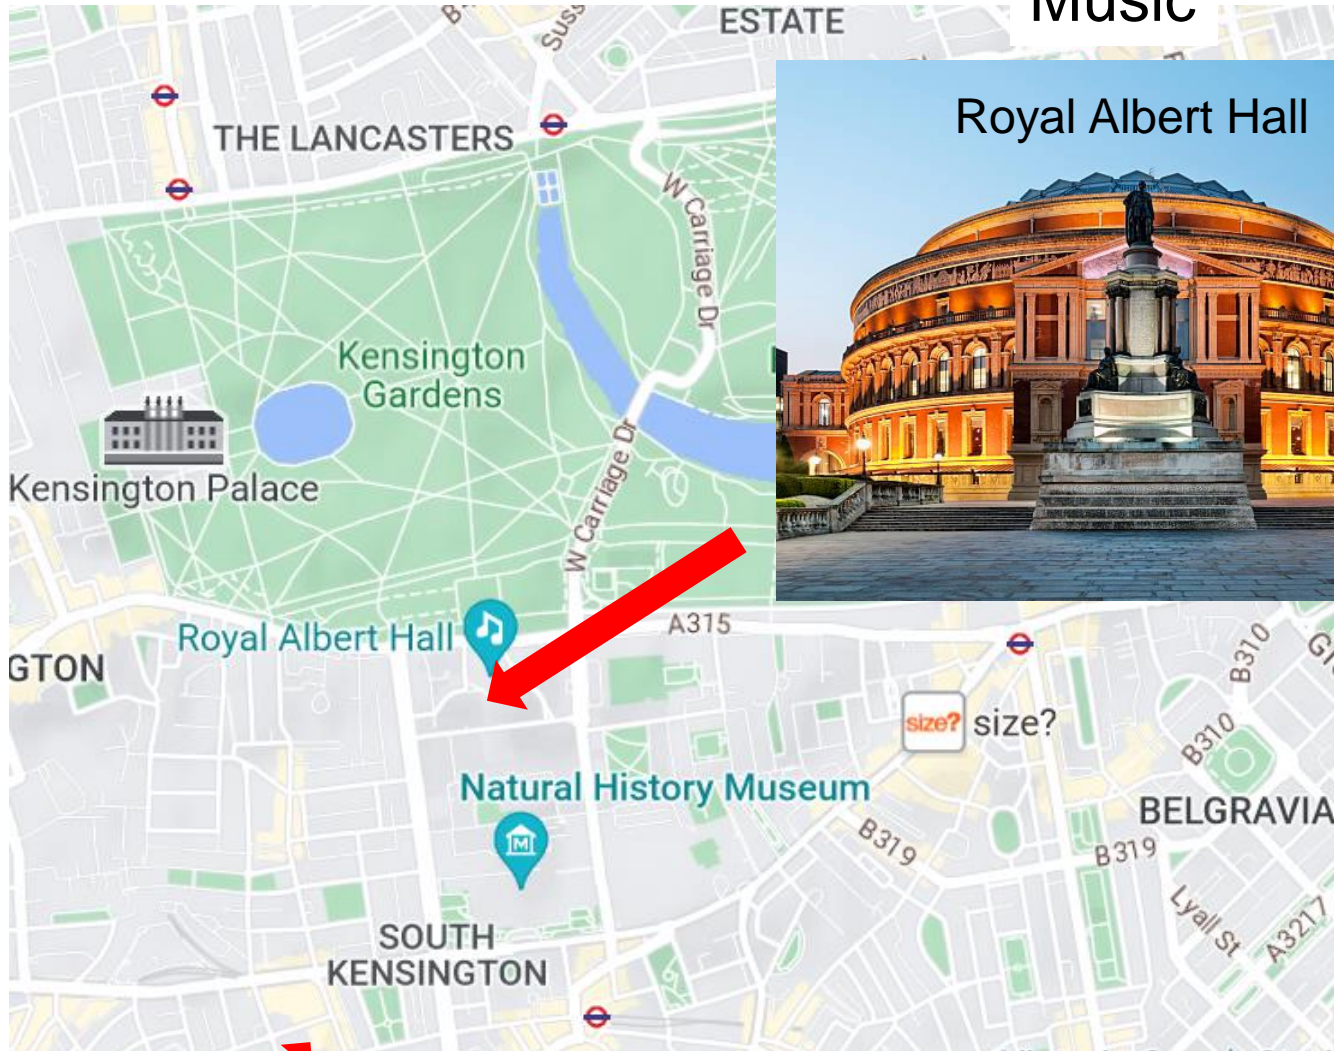 Music
ESTATE
Royal Albert Hall
THE LANCASTERS
W Carriage Dr
Kensington
Gardens
Kensington Palace
W Carriage Dr
Royal Albert Hall
A315
GTON
B310
size? size?
B310
Natural History Museum
BELGRAVIA
B319
B319
Lyall St
A3217
SOUTH
KENSINGTON